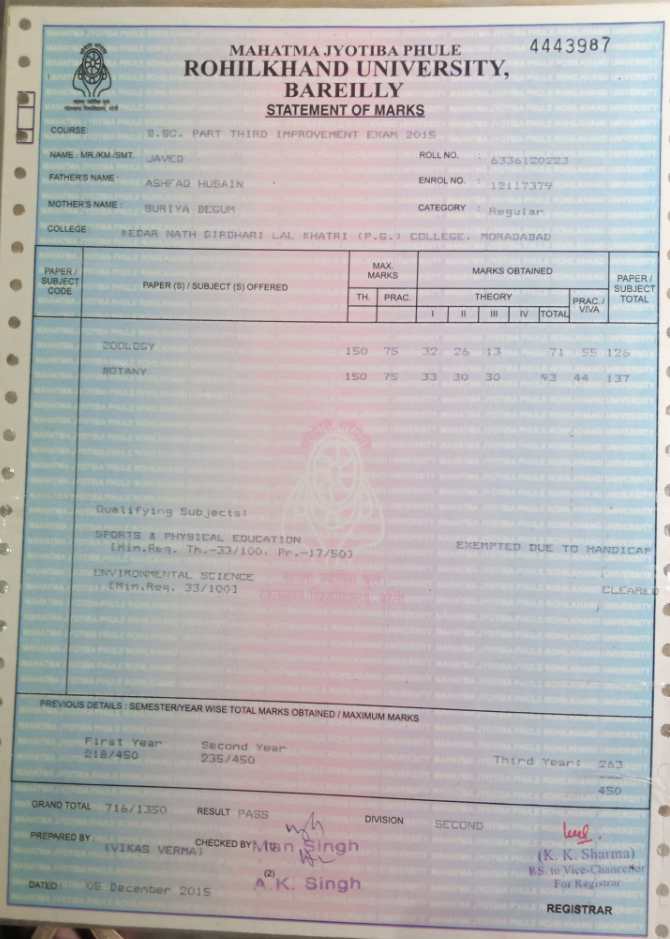 4443987
MAHATMA JYOTIBA PHULE
ROHILKHAND UNIVERSITY,
BAREILLY
STATEMENT OF MARKS
COURSE: B.SC. PART THIRD IMPROVEMENT EXAM 2015
NAME : MR./KM./SMT. JAVED ROLL NO. : 6336120223
FATHER'S NAME : ASHFAQ HUSAIN ENROL NO. : 12117379
MOTHER'S NAME : SURIYA BEGUM CATEGORY : Regular
COLLEGE KEDAR NATH GIRDHARI LAL KHATRI (P.G.) COLLEGE, MORADABAD
PAPER / SUBJECT CODE PAPER (S) / SUBJECT (S) OFFERED MAX. MARKS MARKS OBTAINED PAPER / SUBJECT TOTAL
TH. PRAC. THEORY PRAC./ VIVA
I II III IV TOTAL
ZOOLOGY 150 75 32 26 13 71 55 126
BOTANY 150 75 33 30 30 93 44 137
Qualifying Subjects:
SPORTS & PHYSICAL EDUCATION
[Min.Req. Th.-33/100, Pr.-17/50] EXEMPTED DUE TO HANDICAP
ENVIRONMENTAL SCIENCE
[Min.Req. 33/100] CLEARED
PREVIOUS DETAILS : SEMESTER/YEAR WISE TOTAL MARKS OBTAINED / MAXIMUM MARKS
First Year Second Year Third Year: 263
218/450 235/450 450
GRAND TOTAL 716/1350 RESULT PASS DIVISION SECOND
PREPARED BY : (VIKAS VERMA) CHECKED BY Man Singh
(K. K. Sharma)
P.S. to Vice-Chancellor
For Registrar
(2)
A.K. Singh
DATED : 05 December 2015
REGISTRAR